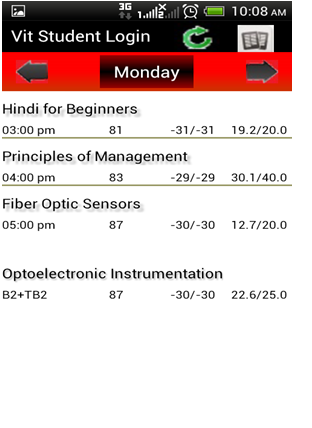 3G 10:08 AM
Vit Student Login
Monday
Hindi for Beginners
03:00 pm 81 -31/-31 19.2/20.0
Principles of Management
04:00 pm 83 -29/-29 30.1/40.0
Fiber Optic Sensors
05:00 pm 87 -30/-30 12.7/20.0
Optoelectronic Instrumentation
B2+TB2 87 -30/-30 22.6/25.0